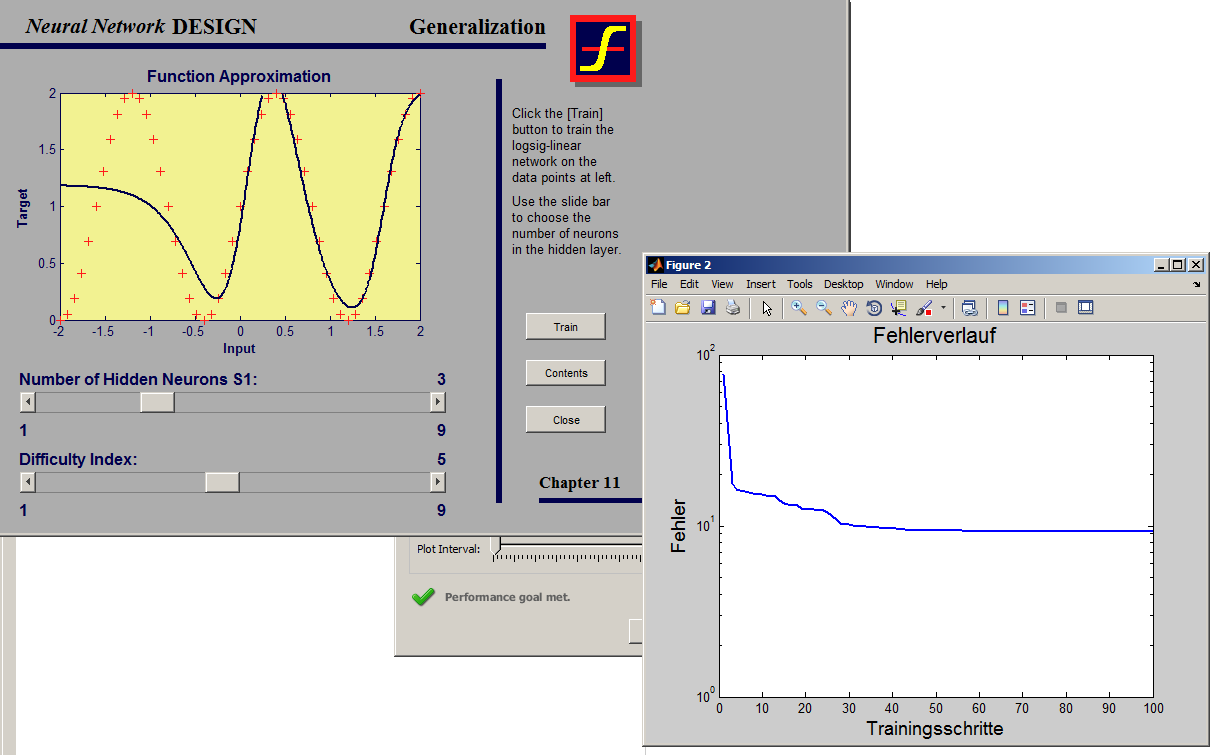 Neural Network DESIGN
Generalization
Function Approximation
2
1.5
1
0.5
0
Target
-2 -1.5 -1 -0.5 0 0.5 1 1.5 2
Input
Click the [Train]
button to train the
logsig-linear
network on the
data points at left.
Use the slide bar
to choose the
number of neurons
in the hidden layer.
Train
Contents
Close
Number of Hidden Neurons S1: 3
1 9
Difficulty Index: 5
1 9
Chapter 11
Plot Interval:
Performance goal met.
Figure 2
File Edit View Insert Tools Desktop Window Help
Fehlerverlauf
10^2
10^1
10^0
Fehler
0 10 20 30 40 50 60 70 80 90 100
Trainingsschritte